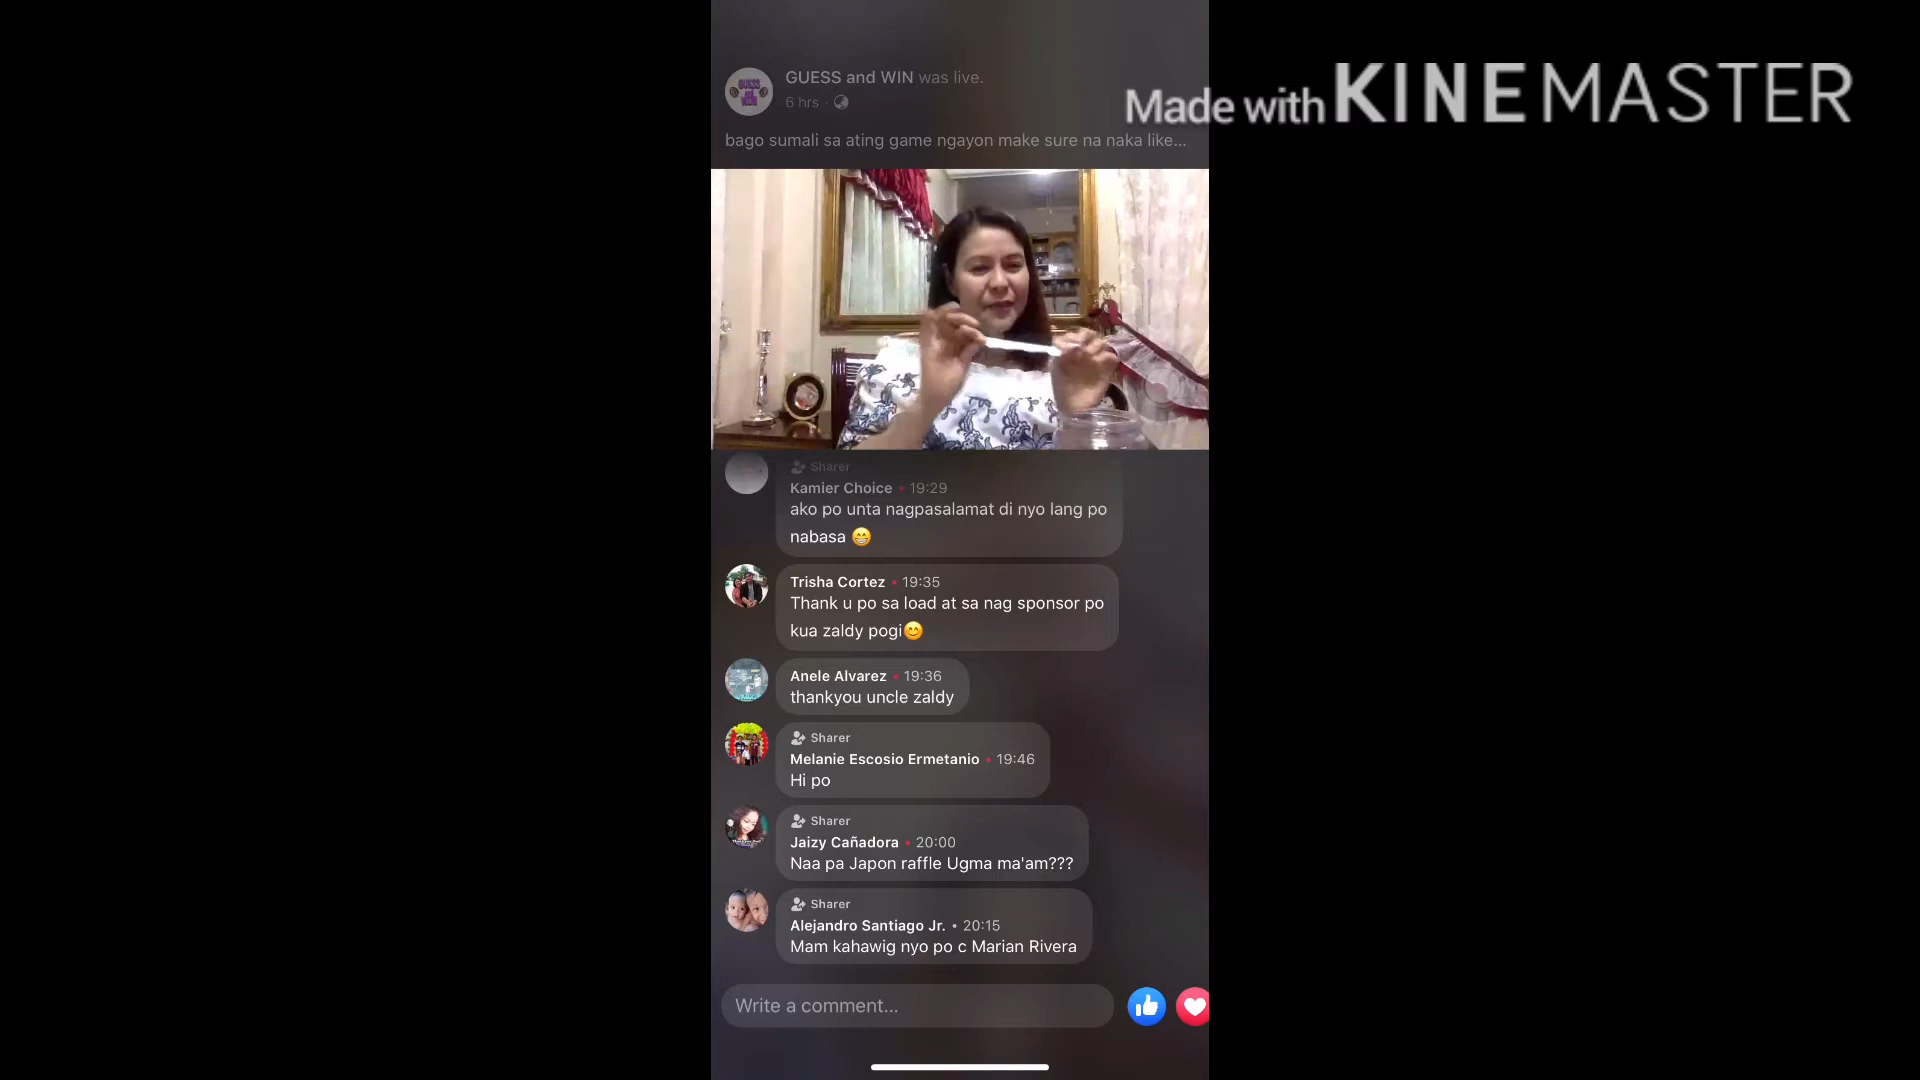 GUESS and WIN was live.
6 hrs ·
bago sumali sa ating game ngayon make sure na naka like...
Made with KINEMASTER
GUESS
and
WIN
Sharer
Kamier Choice • 19:29
ako po unta nagpasalamat di nyo lang po
nabasa 😁
Trisha Cortez • 19:35
Thank u po sa load at sa nag sponsor po
kua zaldy pogi😊
Anele Alvarez • 19:36
thankyou uncle zaldy
Sharer
Melanie Escosio Ermetanio • 19:46
Hi po
Sharer
Jaizy Cañadora • 20:00
Naa pa Japon raffle Ugma ma'am???
Sharer
Alejandro Santiago Jr. • 20:15
Mam kahawig nyo po c Marian Rivera
Write a comment...